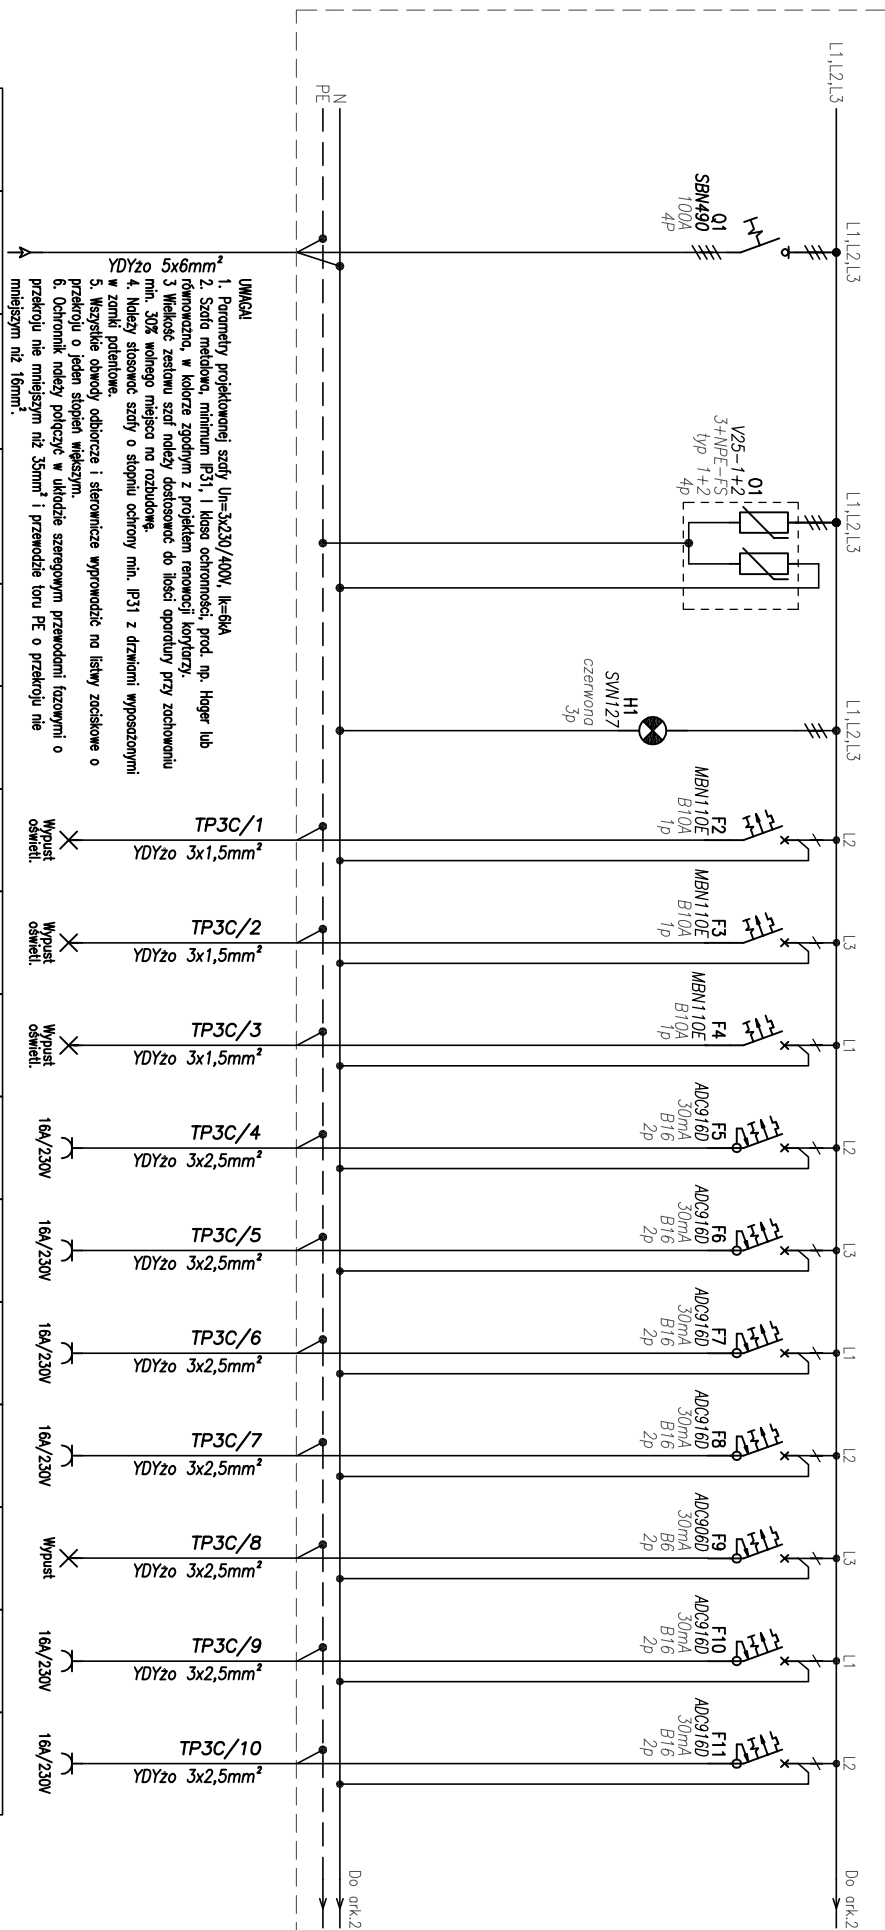 L1,L2,L3
L1,L2,L3
Q1
SBN490
100A
4P
L1,L2,L3
O1
V25-1+2
3+NPE-FS
typ 1+2
4p
L1,L2,L3
H1
SVN127
czerwona
3p
L2
F2
MBN110E
B10A
1p
L3
F3
MBN110E
B10A
1p
L1
F4
MBN110E
B10A
1p
L2
F5
ADC916D
30mA
B16
2p
L3
F6
ADC916D
30mA
B16
2p
L1
F7
ADC916D
30mA
B16
2p
L2
F8
ADC916D
30mA
B16
2p
L3
F9
ADC906D
30mA
B6
2p
L1
F10
ADC916D
30mA
B16
2p
L2
F11
ADC916D
30mA
B16
2p
Do ark.2
N
PE
Do ark.2
YDYżo 5x6mm²
UWAGA!
1. Parametry projektowanej szafy Un=3x230/400V, Ik=6kA
2. Szafa metalowa, minimum IP31, I klasa ochronności, prod. np. Hager lub
równoważna, w kolorze zgodnym z projektem renowacji korytarzy.
3 Wielkość zestawu szaf należy dostosować do ilości aparatury przy zachowaniu
min. 30% wolnego miejsca na rozbudowę.
4. Należy stosować szafy o stopniu ochrony min. IP31 z drzwiami wyposażonymi
w zamki patentowe.
5. Wszystkie obwody odbiorcze i sterownicze wyprowadzić na listwy zaciskowe o
przekroju o jeden stopień większym.
6. Ochronnik należy połączyć w układzie szeregowym przewodami fazowymi o
przekroju nie mniejszym niż 35mm² i przewodzie toru PE o przekroju nie
mniejszym niż 16mm².
TP3C/1
YDYżo 3x1,5mm²
Wypust
oświetl.
TP3C/2
YDYżo 3x1,5mm²
Wypust
oświetl.
TP3C/3
YDYżo 3x1,5mm²
Wypust
oświetl.
TP3C/4
YDYżo 3x2,5mm²
16A/230V
TP3C/5
YDYżo 3x2,5mm²
16A/230V
TP3C/6
YDYżo 3x2,5mm²
16A/230V
TP3C/7
YDYżo 3x2,5mm²
16A/230V
TP3C/8
YDYżo 3x2,5mm²
Wypust
TP3C/9
YDYżo 3x2,5mm²
16A/230V
TP3C/10
YDYżo 3x2,5mm²
16A/230V